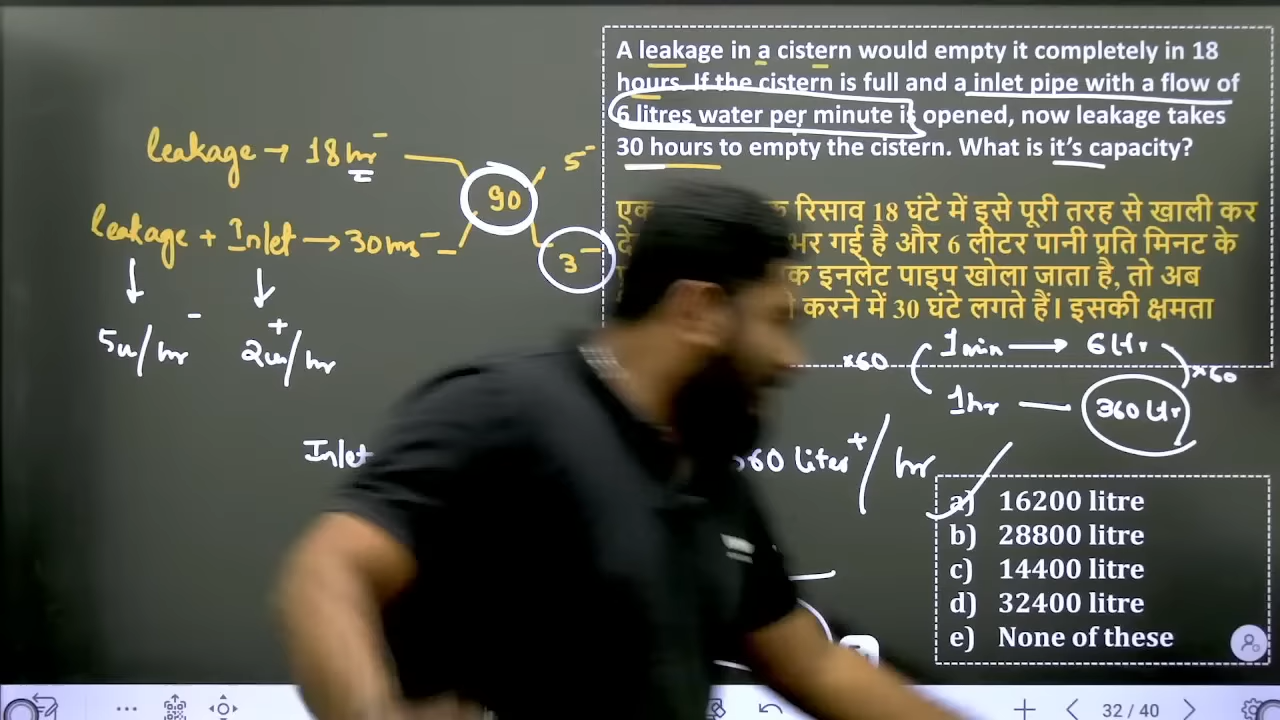 A leakage in a cistern would empty it completely in 18
hours. If the cistern is full and a inlet pipe with a flow of
6 litres water per minute is opened, now leakage takes
30 hours to empty the cistern. What is it's capacity?
रिसाव 18 घंटे में इसे पूरी तरह से खाली कर
भर गई है और 6 लीटर पानी प्रति मिनट के
इनलेट पाइप खोला जाता है, तो अब
करने में 30 घंटे लगते हैं। इसकी क्षमता
leakage → 18 hr -
90
5 -
leakage + Inlet → 30 hrs -
3 -
5u/hr -
2u/hr +
1 min → 6 ltr
×60
×60
1 hr — 360 ltr
Inlet
60 liter +/hr
a) 16200 litre
b) 28800 litre
c) 14400 litre
d) 32400 litre
e) None of these
32 / 40